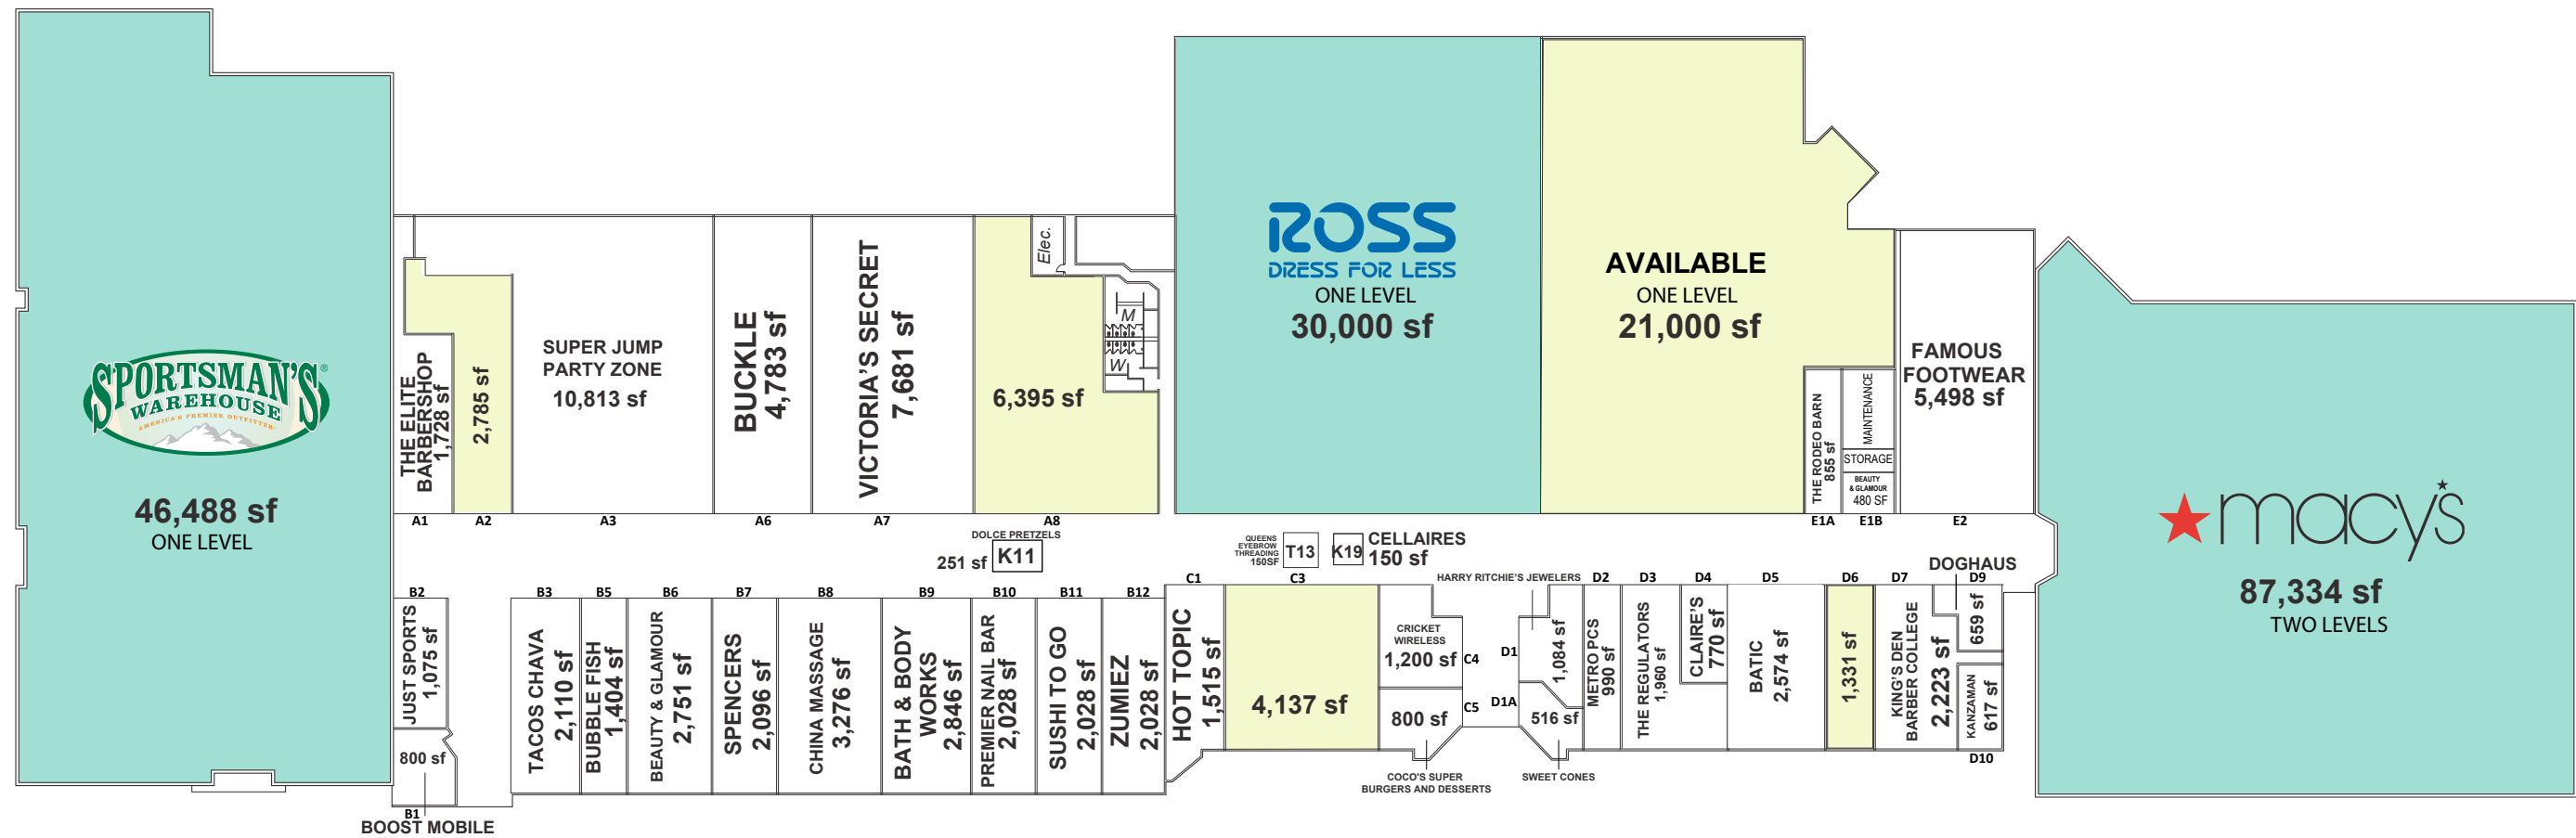 SPORTSMAN'S®
WAREHOUSE
AMERICA'S PREMIER OUTFITTER
46,488 sf
ONE LEVEL
THE ELITE
BARBERSHOP
1,728 sf
A1
2,785 sf
A2
SUPER JUMP
PARTY ZONE
10,813 sf
A3
BUCKLE
4,783 sf
A6
VICTORIA'S SECRET
7,681 sf
A7
6,395 sf
A8
Elec.
M
W
ROSS
DRESS FOR LESS
ONE LEVEL
30,000 sf
AVAILABLE
ONE LEVEL
21,000 sf
THE RODEO BARN
855 sf
E1A
MAINTENANCE
STORAGE
BEAUTY
& GLAMOUR
480 SF
E1B
FAMOUS
FOOTWEAR
5,498 sf
E2
macy's
87,334 sf
TWO LEVELS
DOLCE PRETZELS
251 sf
K11
QUEENS
EYEBROW
THREADING
150SF
T13
K19
CELLAIRES
150 sf
B2
JUST SPORTS
1,075 sf
800 sf
B1
BOOST MOBILE
B3
TACOS CHAVA
2,110 sf
B5
BUBBLE FISH
1,404 sf
B6
BEAUTY & GLAMOUR
2,751 sf
B7
SPENCERS
2,096 sf
B8
CHINA MASSAGE
3,276 sf
B9
BATH & BODY
WORKS
2,846 sf
B10
PREMIER NAIL BAR
2,028 sf
B11
SUSHI TO GO
2,028 sf
B12
ZUMIEZ
2,028 sf
C1
HOT TOPIC
1,515 sf
C3
4,137 sf
CRICKET
WIRELESS
1,200 sf
C4
800 sf
C5
COCO'S SUPER
BURGERS AND DESSERTS
HARRY RITCHIE'S JEWELERS
D1
1,084 sf
D1A
516 sf
SWEET CONES
D2
METRO PCS
990 sf
D3
THE REGULATORS
1,960 sf
D4
CLAIRE'S
770 sf
D5
BATIC
2,574 sf
D6
1,331 sf
D7
KING'S DEN
BARBER COLLEGE
2,223 sf
DOGHAUS
D9
659 sf
KANZAMAN
617 sf
D10